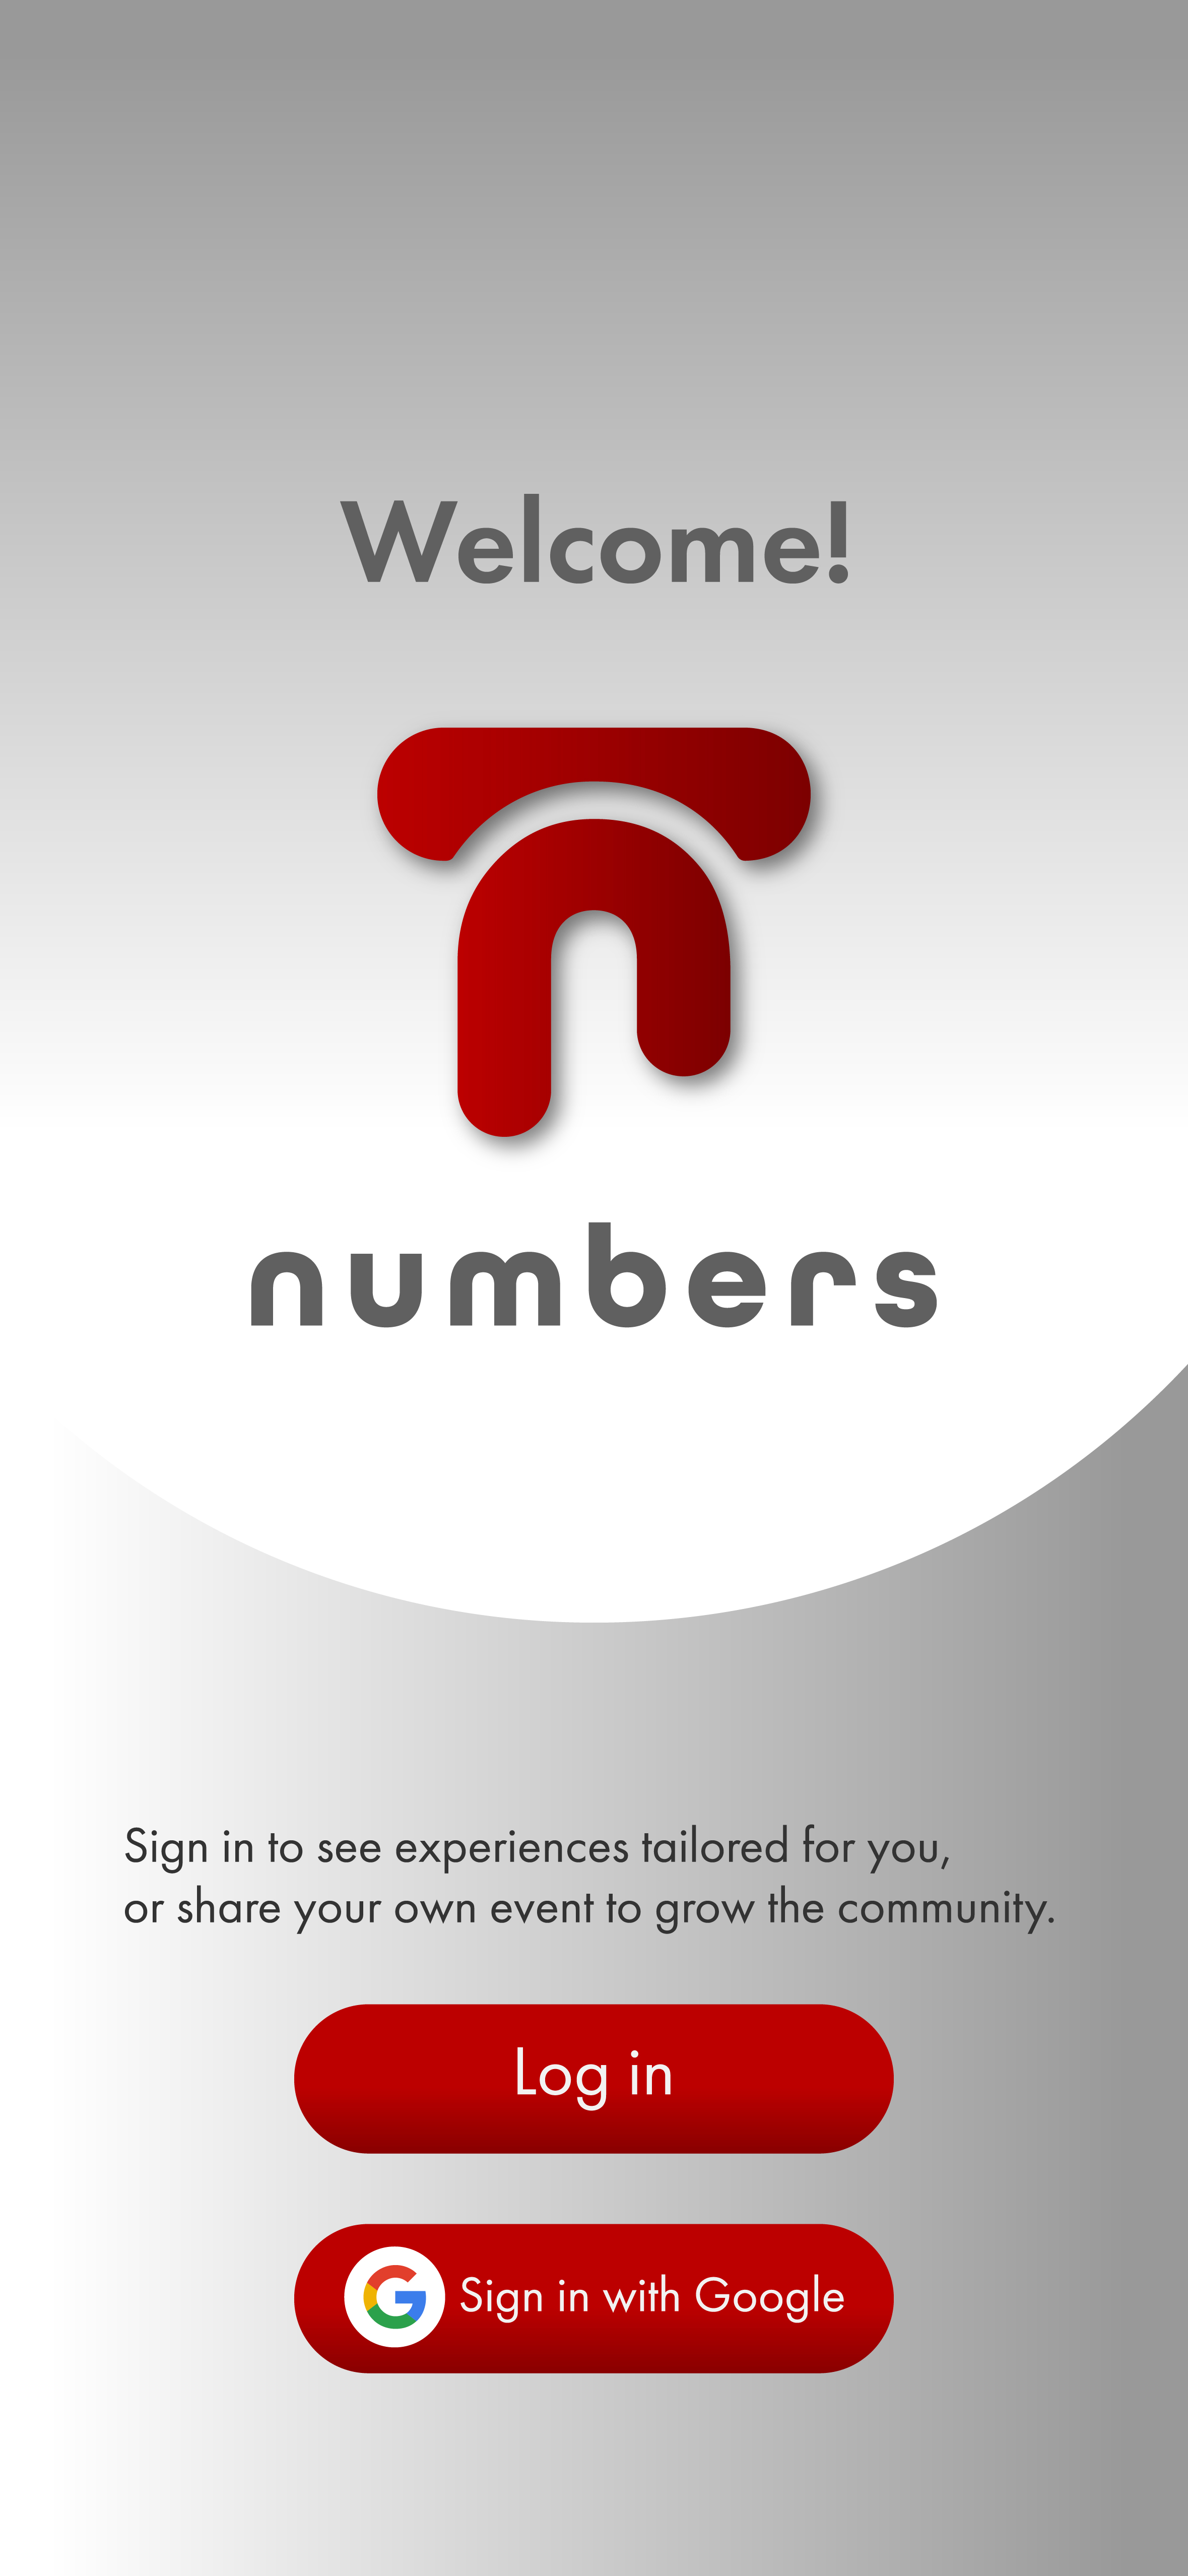 Welcome!
numbers
Sign in to see experiences tailored for you,
or share your own event to grow the community.
Log in
Sign in with Google